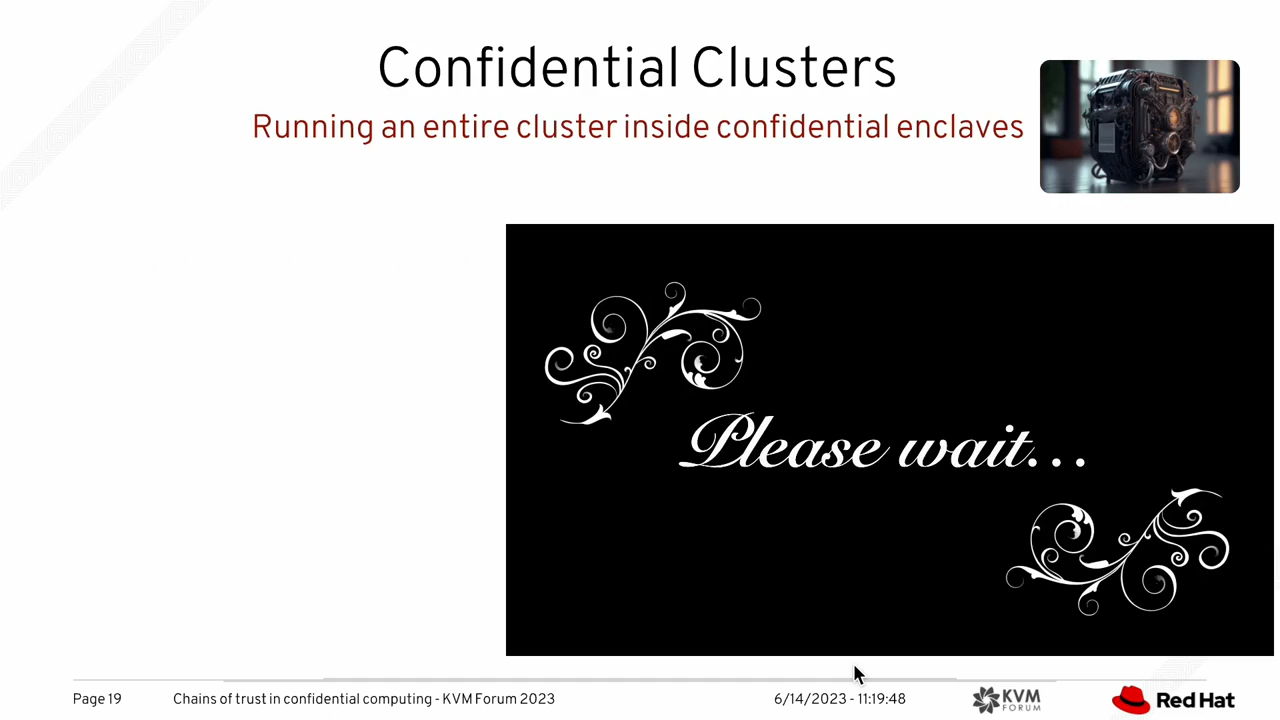 Confidential Clusters
Running an entire cluster inside confidential enclaves
Please wait...
Page 19
Chains of trust in confidential computing - KVM Forum 2023
6/14/2023 - 11:19:48
KVM
FORUM
Red Hat